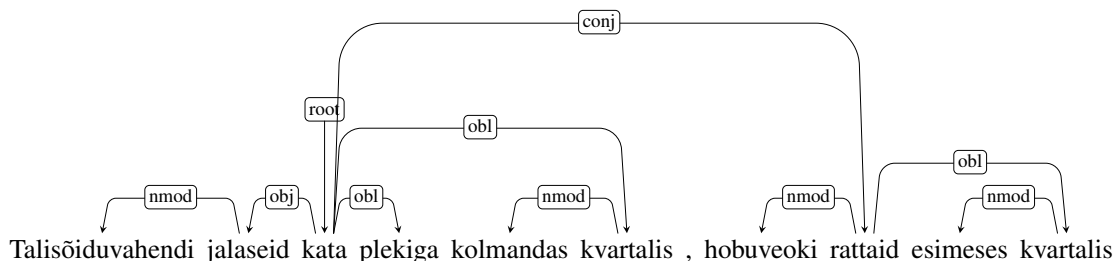 conj
root
obl
obl
nmod obj obl nmod nmod nmod
Talisõiduvahendi jalaseid kata plekiga kolmandas kvartalis , hobuveoki rattaid esimeses kvartalis